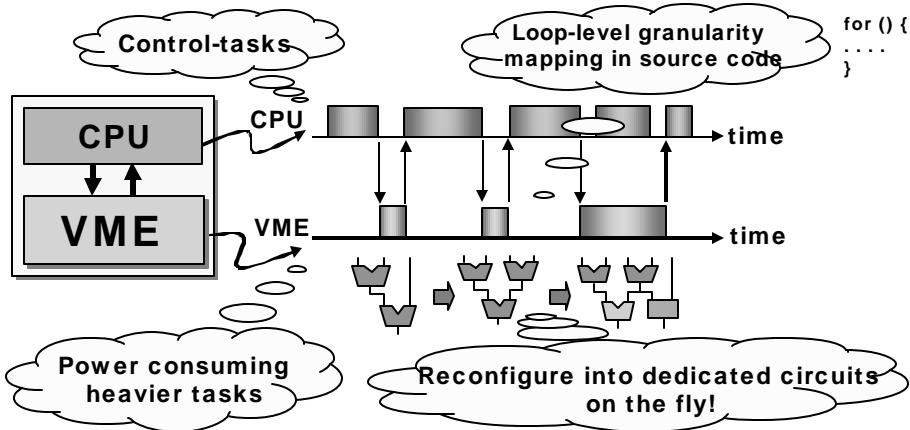 Control-tasks
Loop-level granularity
mapping in source code
for () {
. . . .
}
CPU
time
CPU
VME
VME
time
Power consuming
heavier tasks
Reconfigure into dedicated circuits
on the fly!